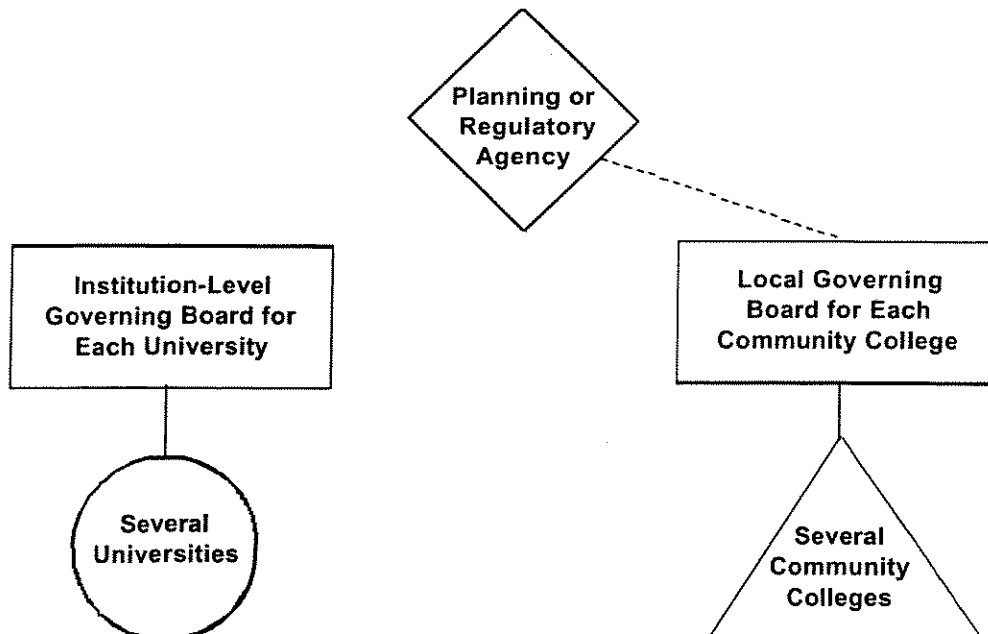 Planning or
Regulatory
Agency
Institution-Level
Governing Board for
Each University
Local Governing
Board for Each
Community College
Several
Universities
Several
Community
Colleges